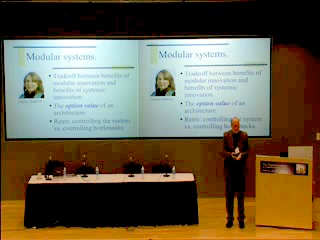 Modular systems.
• Tradeoff between benefits of
modular innovation and
benefits of systemic
innovation.
• The option value of an
architecture.
• Rents: controlling the system
vs. controlling bottlenecks.
Modular systems.
• Tradeoff between benefits of
modular innovation and
benefits of systemic
innovation.
• The option value of an
architecture.
• Rents: controlling the system
vs. controlling bottlenecks.